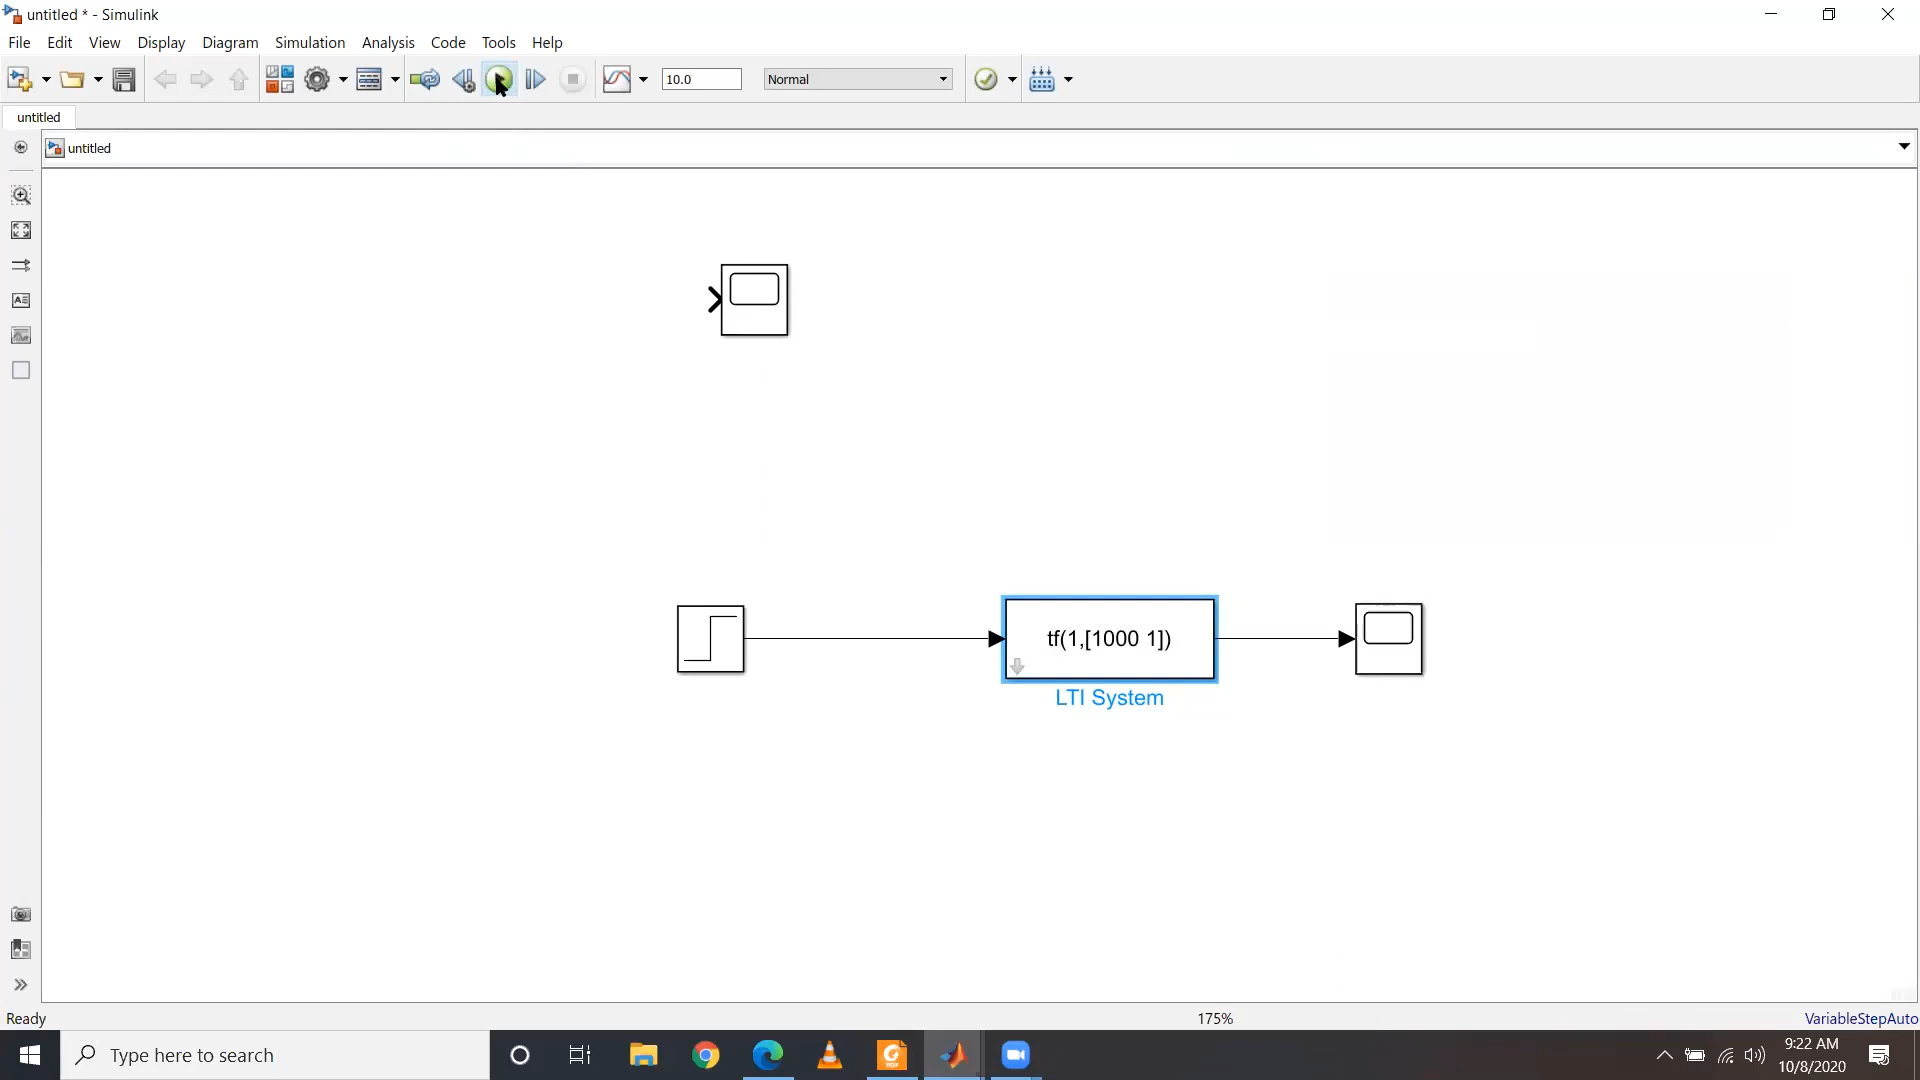 untitled * - Simulink
File Edit View Display Diagram Simulation Analysis Code Tools Help
10.0 Normal
untitled
untitled
tf(1,[1000 1])
LTI System
Ready 175% VariableStepAuto
Type here to search
9:22 AM
10/8/2020